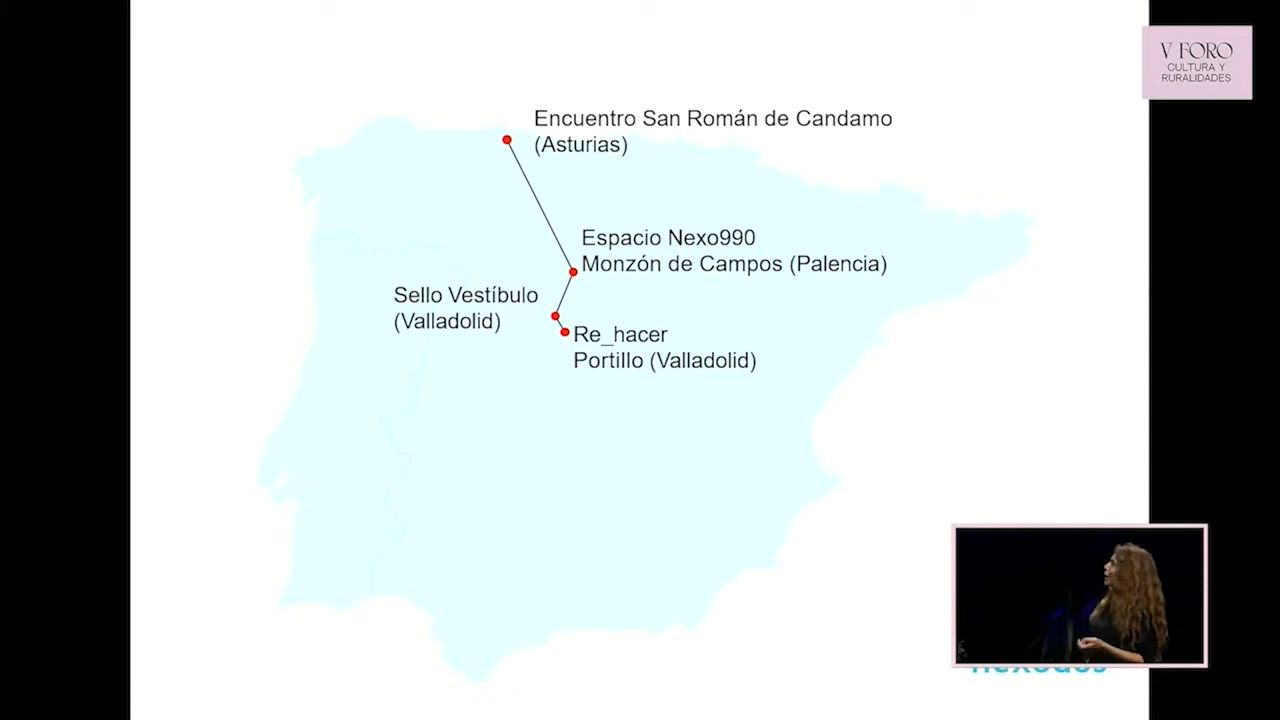 V FORO
CULTURA Y
RURALIDADES
Encuentro San Román de Candamo
(Asturias)
Espacio Nexo990
Monzón de Campos (Palencia)
Sello Vestíbulo
(Valladolid)
Re_hacer
Portillo (Valladolid)